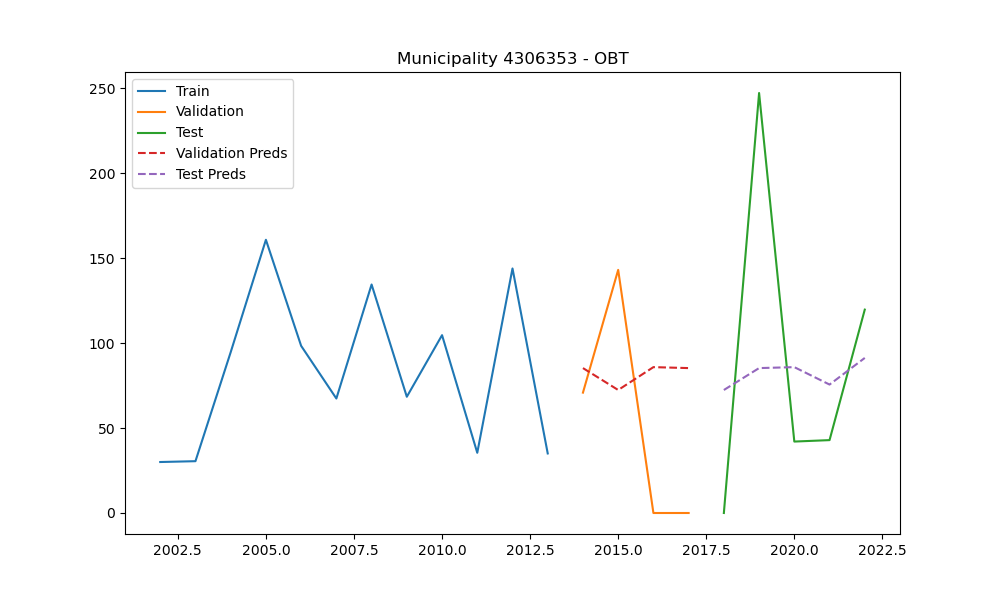 Municipality 4306353 - OBT
Train
Validation
Test
Validation Preds
Test Preds
250
200
150
100
50
0
2002.5 2005.0 2007.5 2010.0 2012.5 2015.0 2017.5 2020.0 2022.5